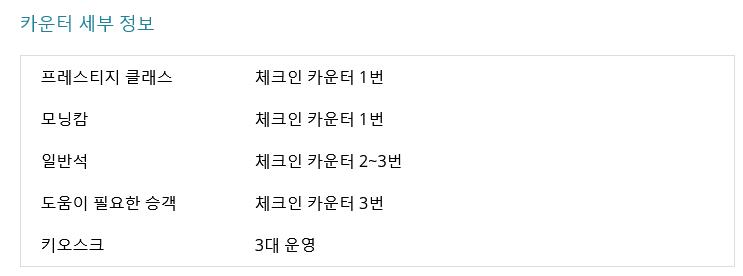 카운터 세부 정보
프레스티지 클래스 체크인 카운터 1번
모닝캄 체크인 카운터 1번
일반석 체크인 카운터 2~3번
도움이 필요한 승객 체크인 카운터 3번
키오스크 3대 운영